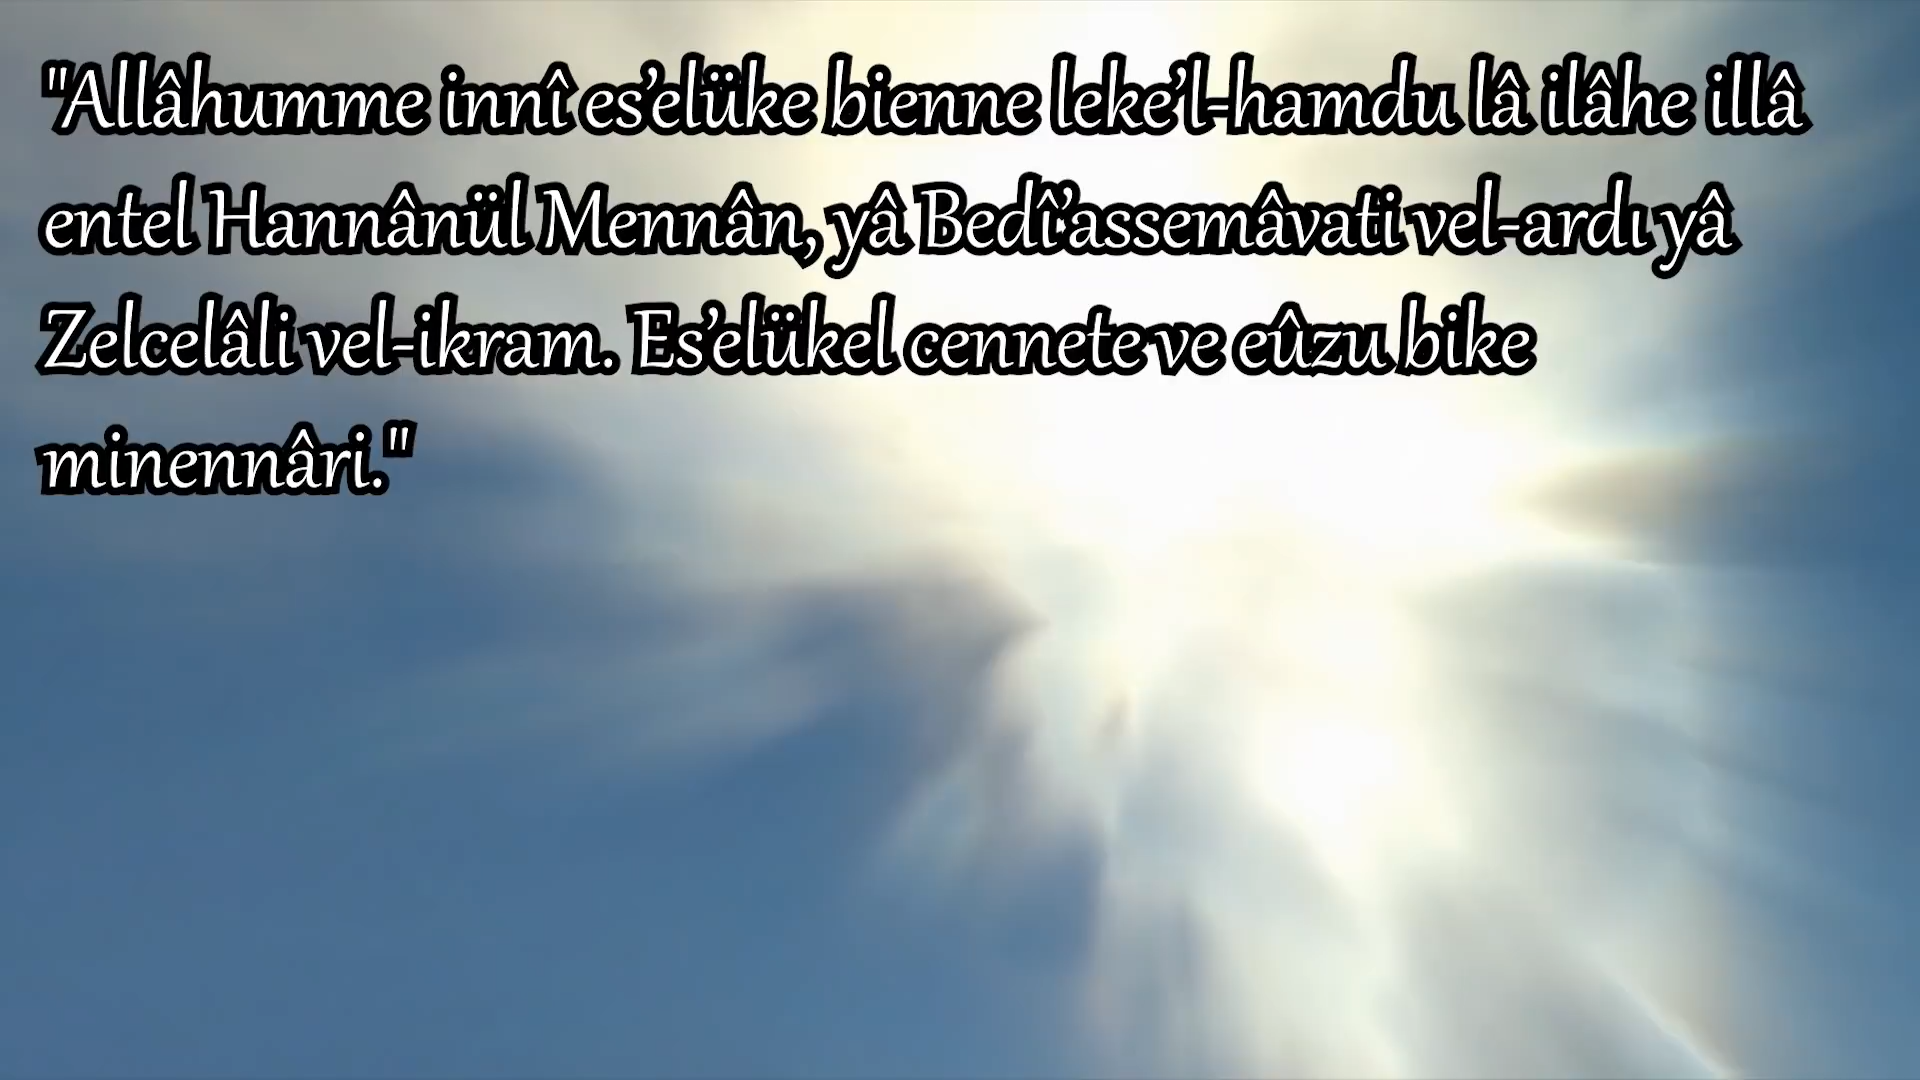 "Allâhumme innî es’elüke bienne leke’l-hamdu lâ ilâhe illâ
entel Hannânül Mennân, yâ Bedî’assemâvati vel-ardı yâ
Zelcelâli vel-ikram. Es’elükel cennete ve eûzu bike
minennâri."